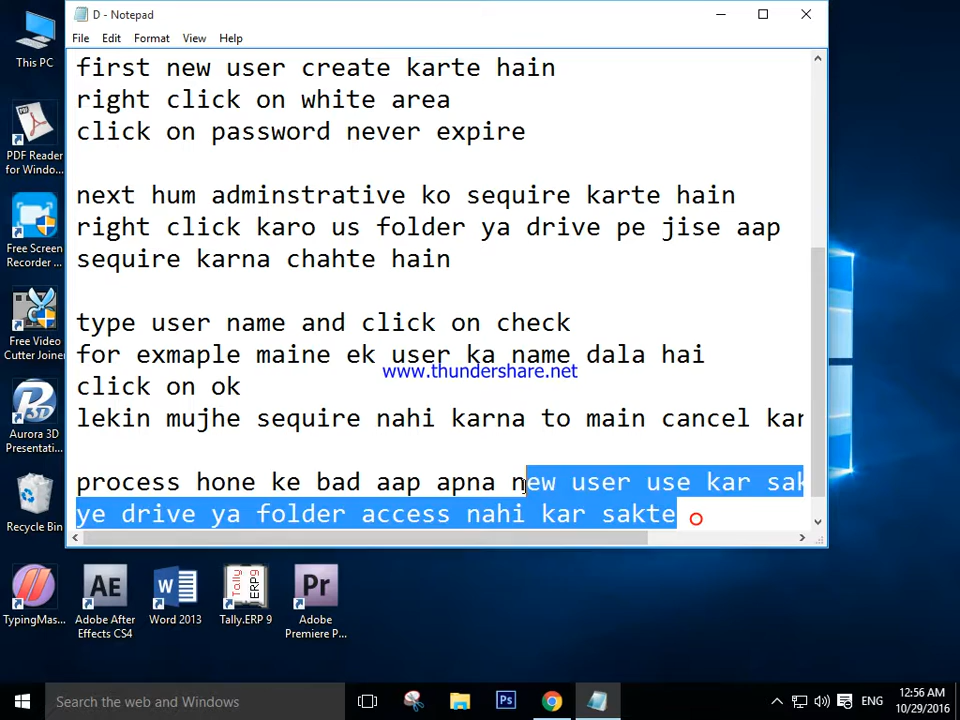 D - Notepad
File Edit Format View Help
first new user create karte hain
right click on white area
click on password never expire
next hum adminstrative ko sequire karte hain
right click karo us folder ya drive pe jise aap
sequire karna chahte hain
type user name and click on check
for exmaple maine ek user ka name dala hai
www.thundershare.net
click on ok
lekin mujhe sequire nahi karna to main cancel kar
process hone ke bad aap apna new user use kar sak
ye drive ya folder access nahi kar sakte
This PC
PDF Reader
for Windo...
Free Screen
Recorder ...
Free Video
Cutter Joiner
Aurora 3D
Presentati...
Recycle Bin
TypingMas...
Adobe After
Effects CS4
Word 2013
Tally.ERP 9
Adobe
Premiere P...
PDF
P3D
AE
W
Tally
ERP9
Pr
Search the web and Windows
Ps
ENG
12:56 AM
10/29/2016